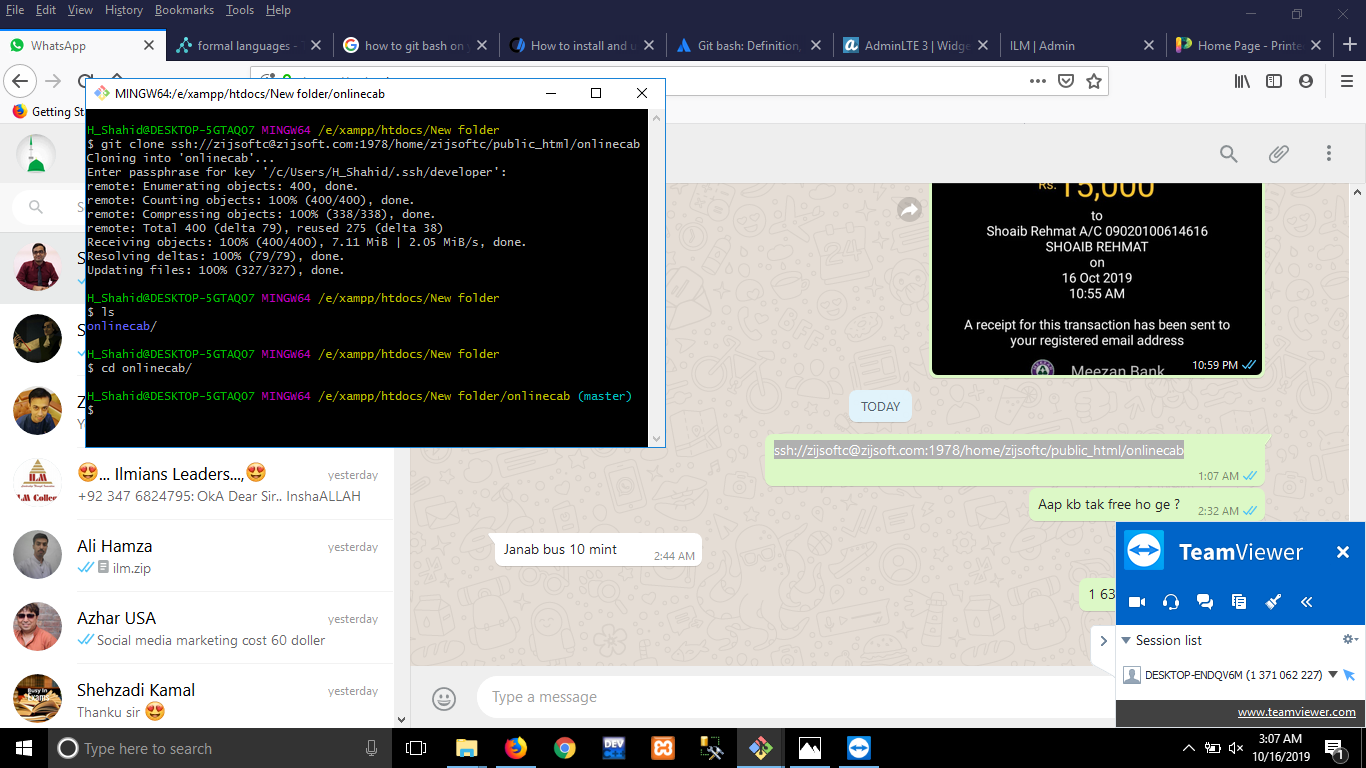 File Edit View History Bookmarks Tools Help
WhatsApp
formal languages -
how to git bash on
How to install and u
Git bash: Definition,
AdminLTE 3 | Widge
ILM | Admin
Home Page - Printe
Getting St
MINGW64:/e/xampp/htdocs/New folder/onlinecab
H_Shahid@DESKTOP-5GTAQO7 MINGW64 /e/xampp/htdocs/New folder
$ git clone ssh://zijsoftc@zijsoft.com:1978/home/zijsoftc/public_html/onlinecab
Cloning into 'onlinecab'...
Enter passphrase for key '/c/Users/H_Shahid/.ssh/developer':
remote: Enumerating objects: 400, done.
remote: Counting objects: 100% (400/400), done.
remote: Compressing objects: 100% (338/338), done.
remote: Total 400 (delta 79), reused 275 (delta 38)
Receiving objects: 100% (400/400), 7.11 MiB | 2.05 MiB/s, done.
Resolving deltas: 100% (79/79), done.
Updating files: 100% (327/327), done.
H_Shahid@DESKTOP-5GTAQO7 MINGW64 /e/xampp/htdocs/New folder
$ ls
onlinecab/
H_Shahid@DESKTOP-5GTAQO7 MINGW64 /e/xampp/htdocs/New folder
$ cd onlinecab/
H_Shahid@DESKTOP-5GTAQO7 MINGW64 /e/xampp/htdocs/New folder/onlinecab (master)
$
😍... Ilmians Leaders...,😍 yesterday
+92 347 6824795: OkA Dear Sir.. InshaALLAH
Ali Hamza yesterday
ilm.zip
Azhar USA yesterday
Social media marketing cost 60 doller
Shehzadi Kamal yesterday
Thanku sir 😍
Rs. 15,000
to
Shoaib Rehmat A/C 09020100614616
SHOAIB REHMAT
on
16 Oct 2019
10:55 AM
A receipt for this transaction has been sent to
your registered email address
Meezan Bank
10:59 PM
TODAY
ssh://zijsoftc@zijsoft.com:1978/home/zijsoftc/public_html/onlinecab
1:07 AM
Aap kb tak free ho ge ? 2:32 AM
Janab bus 10 mint 2:44 AM
1 63
Type a message
TeamViewer
Session list
DESKTOP-ENDQV6M (1 371 062 227)
www.teamviewer.com
Type here to search
DEV
3:07 AM
10/16/2019
1